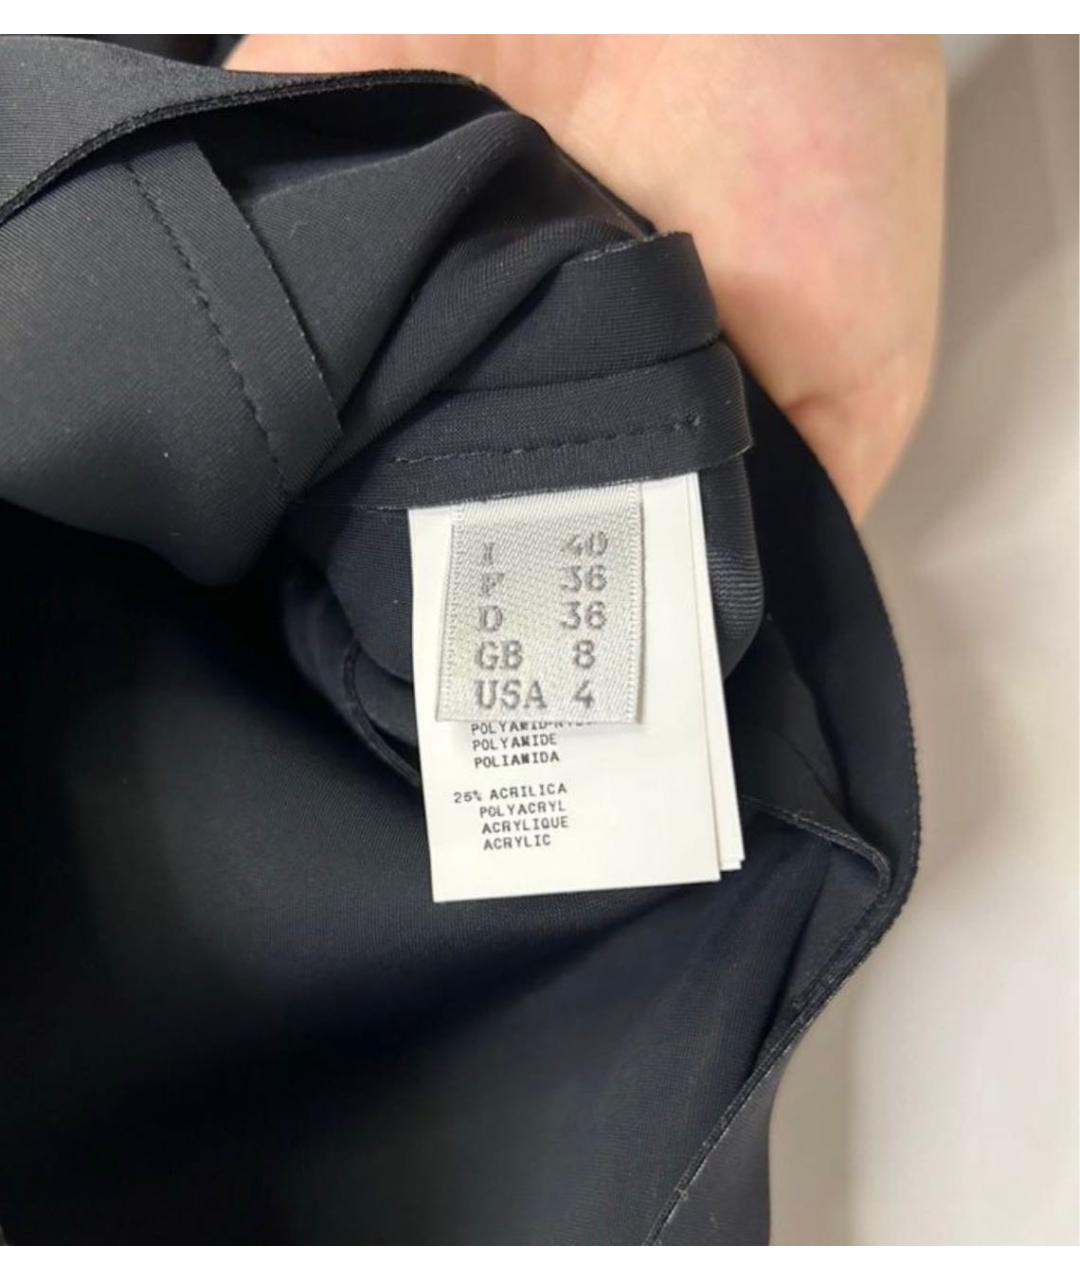 I 40
F 36
D 36
GB 8
USA 4
POLYAMIDE
POLIAMIDA
25% ACRILICA
POLYACRYL
ACRYLIQUE
ACRYLIC